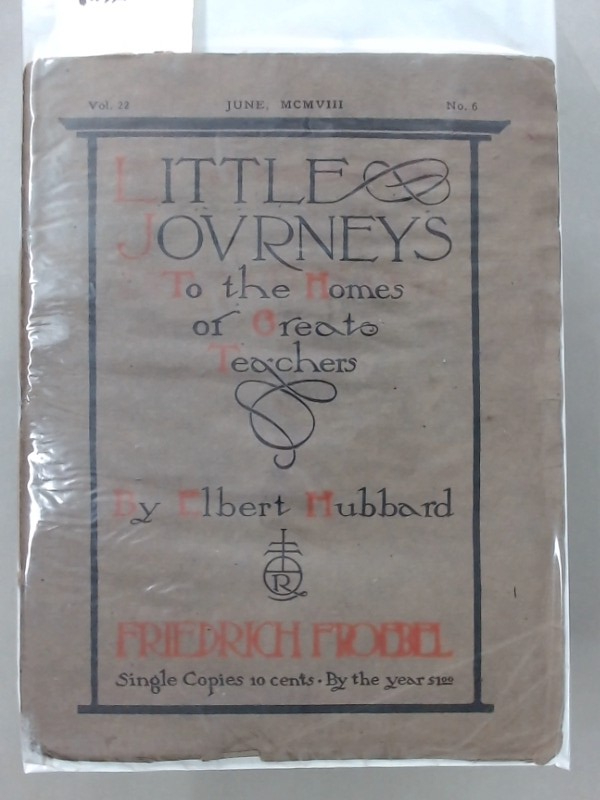 Vol. 22 JUNE, MCMVIII No. 6
LITTLE
JOVRNEYS
To the Homes
of Great
Teachers
By Elbert Hubbard
R
FRIEDRICH FROEBEL
Single Copies 10 cents · By the year $1.00